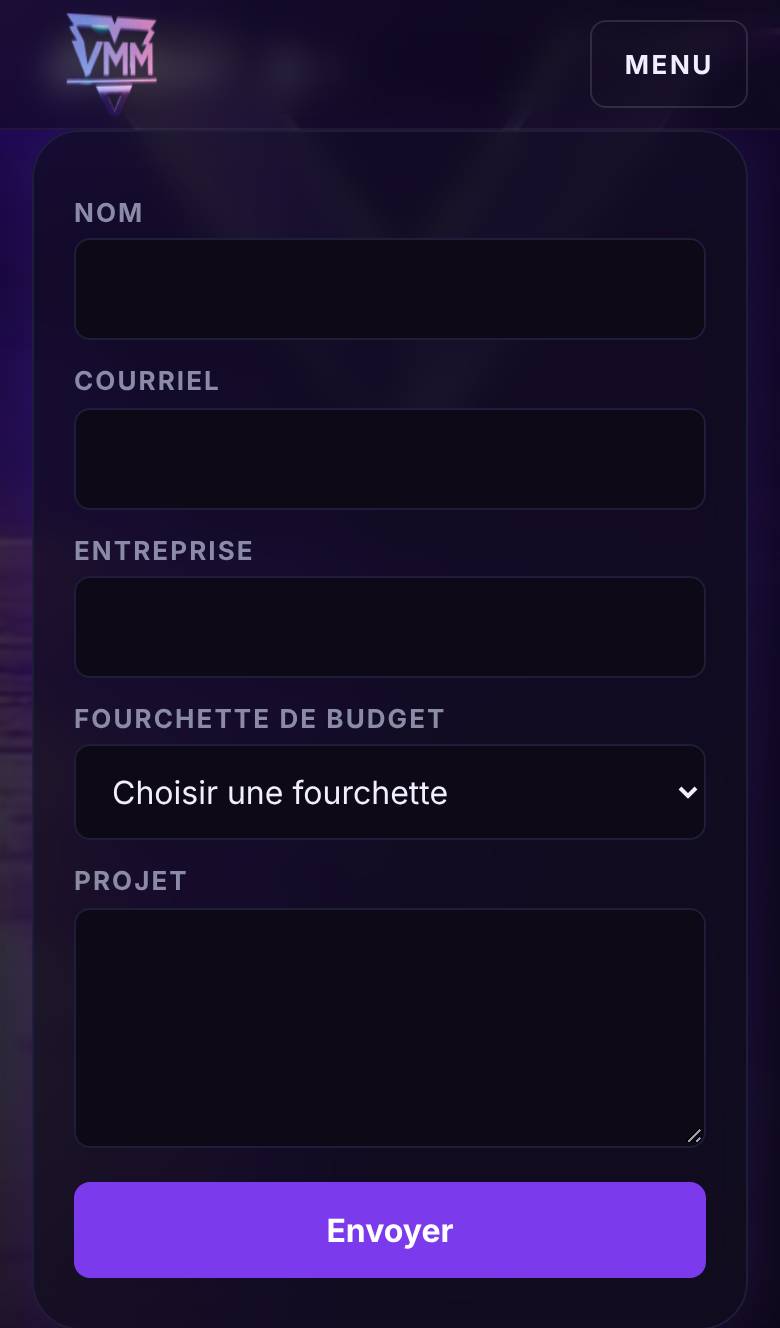 VMM
MENU
NOM
COURRIEL
ENTREPRISE
FOURCHETTE DE BUDGET
Choisir une fourchette
PROJET
Envoyer